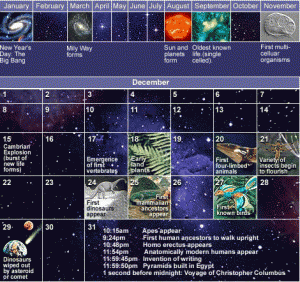 January February March April May June July August September October November
New Year's
Day: The
Big Bang
Milky Way
forms
Sun and
planets
form
Oldest known
life (single
celled)
First multi-
celluar
organisms
December
1 2 3 4 5 6 7
8 9 10 11 12 13 14
15 16 17 18 19 20 21
Cambrian
Explosion
(burst of
new life
forms)
Emergence
of first
vertebrates
Early
land
plants
First
four-limbed
animals
Variety of
insects begin
to flourish
22 23 24 25 26 27 28
First
dinosaurs
appear
First
mammalian
ancestors
appear
First
known birds
29 30 31
Dinosaurs
wiped out
by asteroid
or comet
10:15am Apes appear
9:24pm First human ancestors to walk upright
10:48pm Homo erectus appears
11:54pm Anatomically modern humans appear
11:59:45pm Invention of writing
11:59:50pm Pyramids built in Egypt
1 second before midnight: Voyage of Christopher Columbus